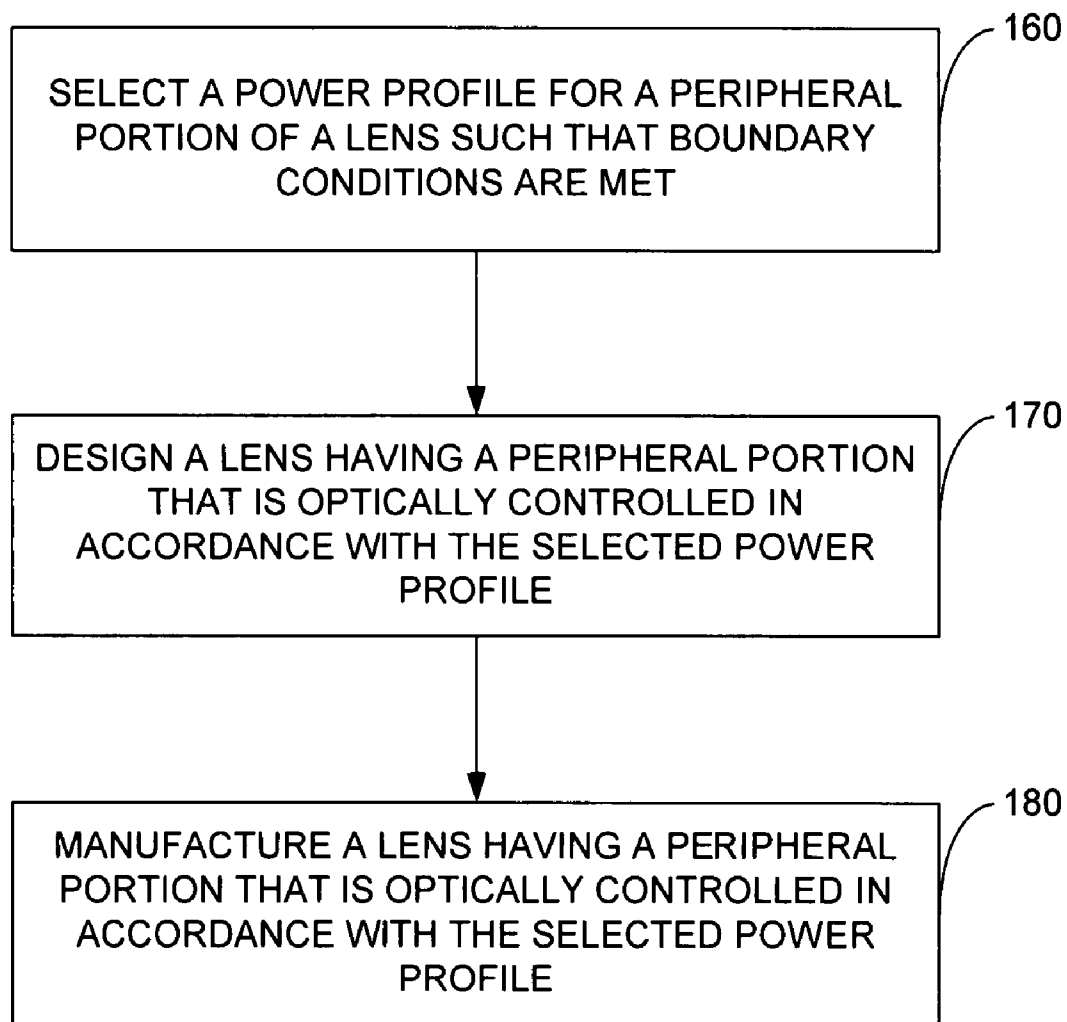 160
SELECT A POWER PROFILE FOR A PERIPHERAL
PORTION OF A LENS SUCH THAT BOUNDARY
CONDITIONS ARE MET
170
DESIGN A LENS HAVING A PERIPHERAL PORTION
THAT IS OPTICALLY CONTROLLED IN
ACCORDANCE WITH THE SELECTED POWER
PROFILE
180
MANUFACTURE A LENS HAVING A PERIPHERAL
PORTION THAT IS OPTICALLY CONTROLLED IN
ACCORDANCE WITH THE SELECTED POWER
PROFILE